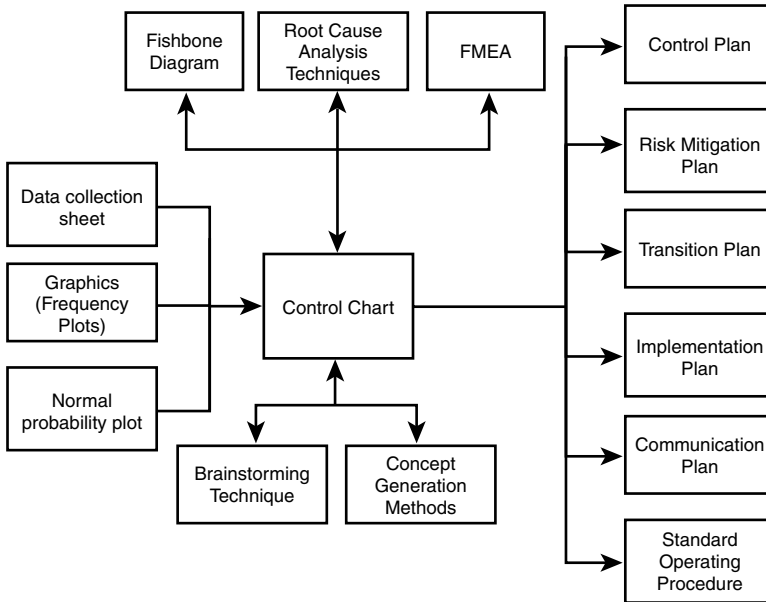 Fishbone
Diagram
Root Cause
Analysis
Techniques
FMEA
Control Plan
Risk Mitigation
Plan
Data collection
sheet
Transition Plan
Graphics
(Frequency
Plots)
Control Chart
Implementation
Plan
Normal
probability plot
Brainstorming
Technique
Concept
Generation
Methods
Communication
Plan
Standard
Operating
Procedure